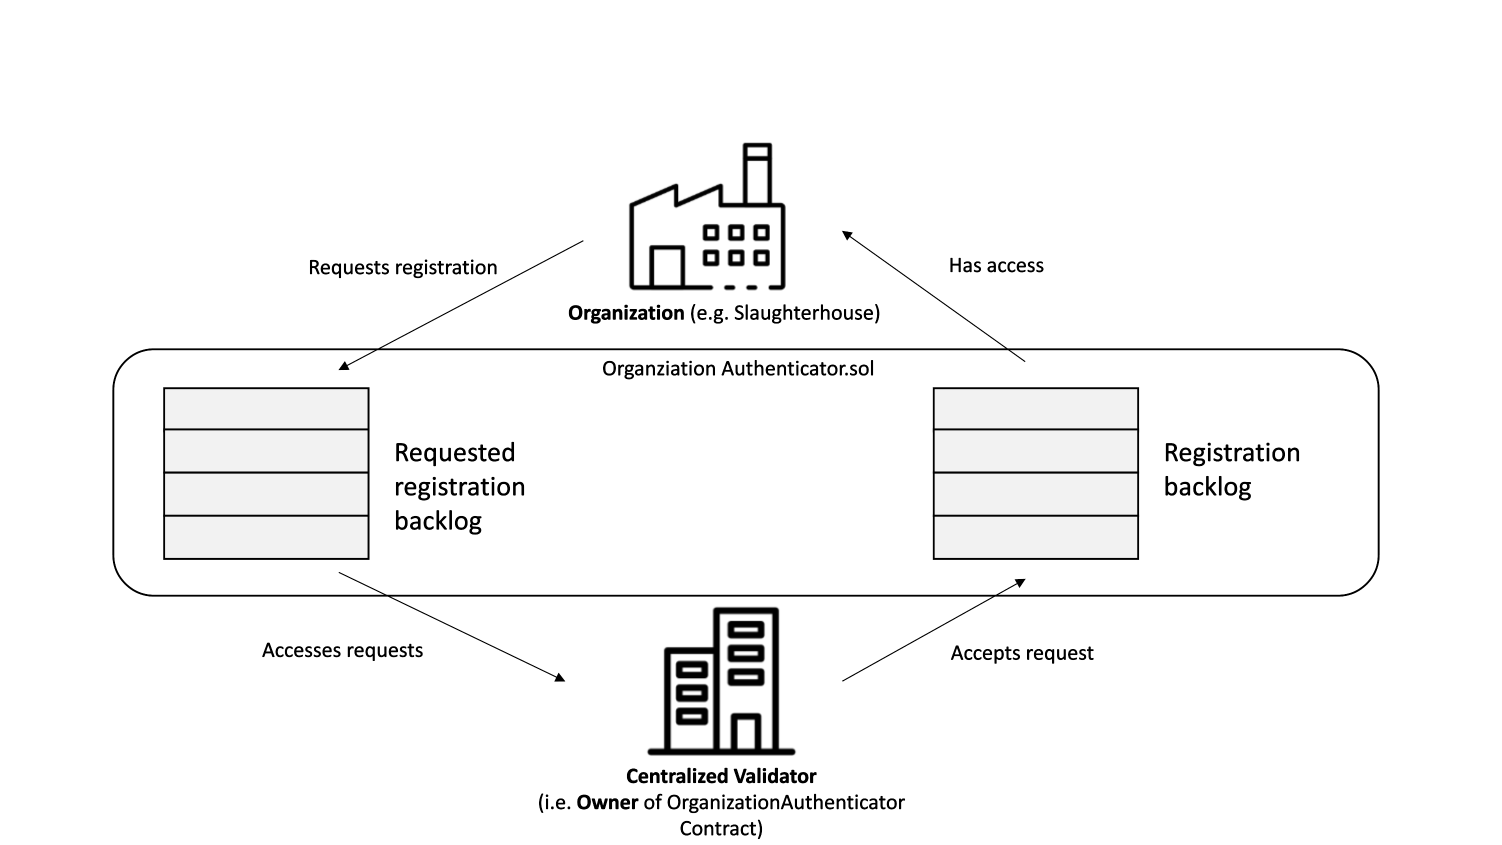 Requests registration
Has access
Organization (e.g. Slaughterhouse)
Organziation Authenticator.sol
Requested
registration
backlog
Registration
backlog
Accesses requests
Accepts request
Centralized Validator
(i.e. Owner of OrganizationAuthenticator
Contract)